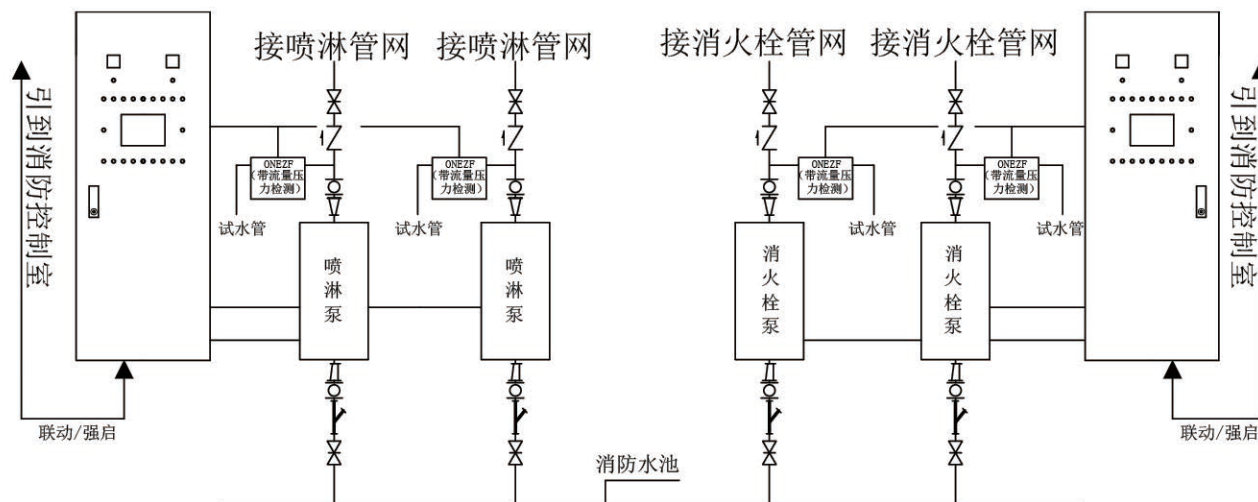 接喷淋管网
接喷淋管网
接消火栓管网
接消火栓管网
引到消防控制室
引到消防控制室
ONEZF
(带流量压
力检测)
ONEZF
(带流量压
力检测)
ONEZF
(带流量压
力检测)
ONEZF
(带流量压
力检测)
试水管
试水管
试水管
试水管
喷淋泵
喷淋泵
消火栓泵
消火栓泵
联动/强启
联动/强启
消防水池